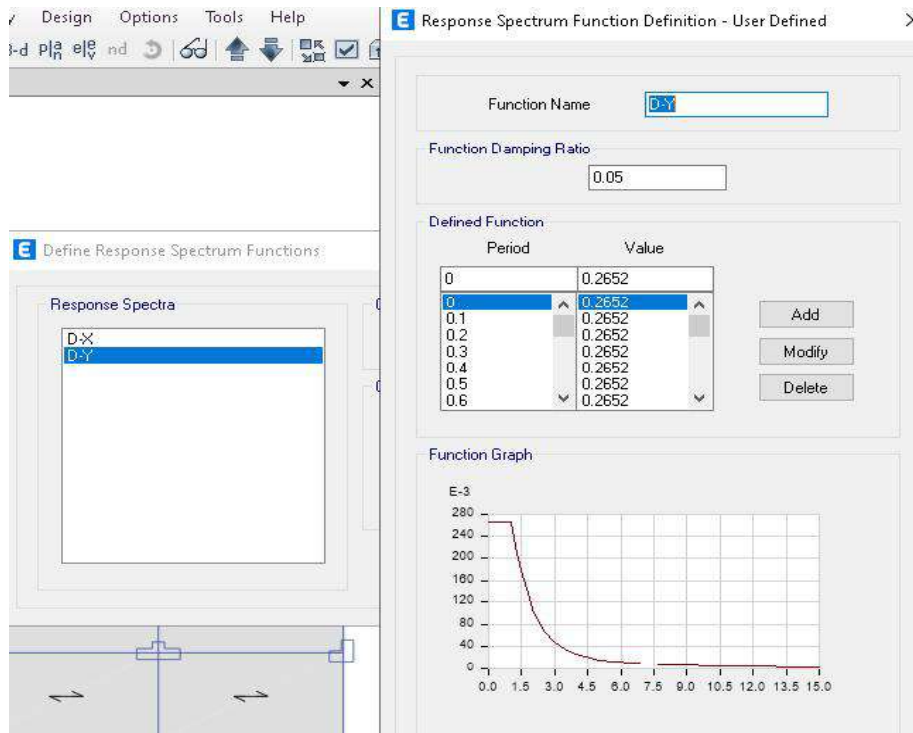 Design Options Tools Help
nd
Define Response Spectrum Functions
Response Spectra
D-X
D-Y
E Response Spectrum Function Definition - User Defined
Function Name
D-Y
Function Damping Ratio
0.05
Defined Function
Period Value
0 0.2652
0 0.2652
0.1 0.2652
0.2 0.2652
0.3 0.2652
0.4 0.2652
0.5 0.2652
0.6 0.2652
Add
Modify
Delete
Function Graph
E-3
280
240
200
160
120
80
40
0
0.0 1.5 3.0 4.5 6.0 7.5 9.0 10.5 12.0 13.5 15.0